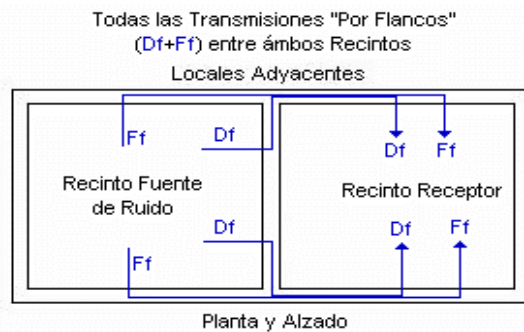 Todas las Transmisiones "Por Flancos"
(Df+Ff) entre ámbos Recintos
Locales Adyacentes
Ff
Df
Df
Ff
Recinto Fuente
de Ruido
Recinto Receptor
Df
Df
Ff
Ff
Planta y Alzado